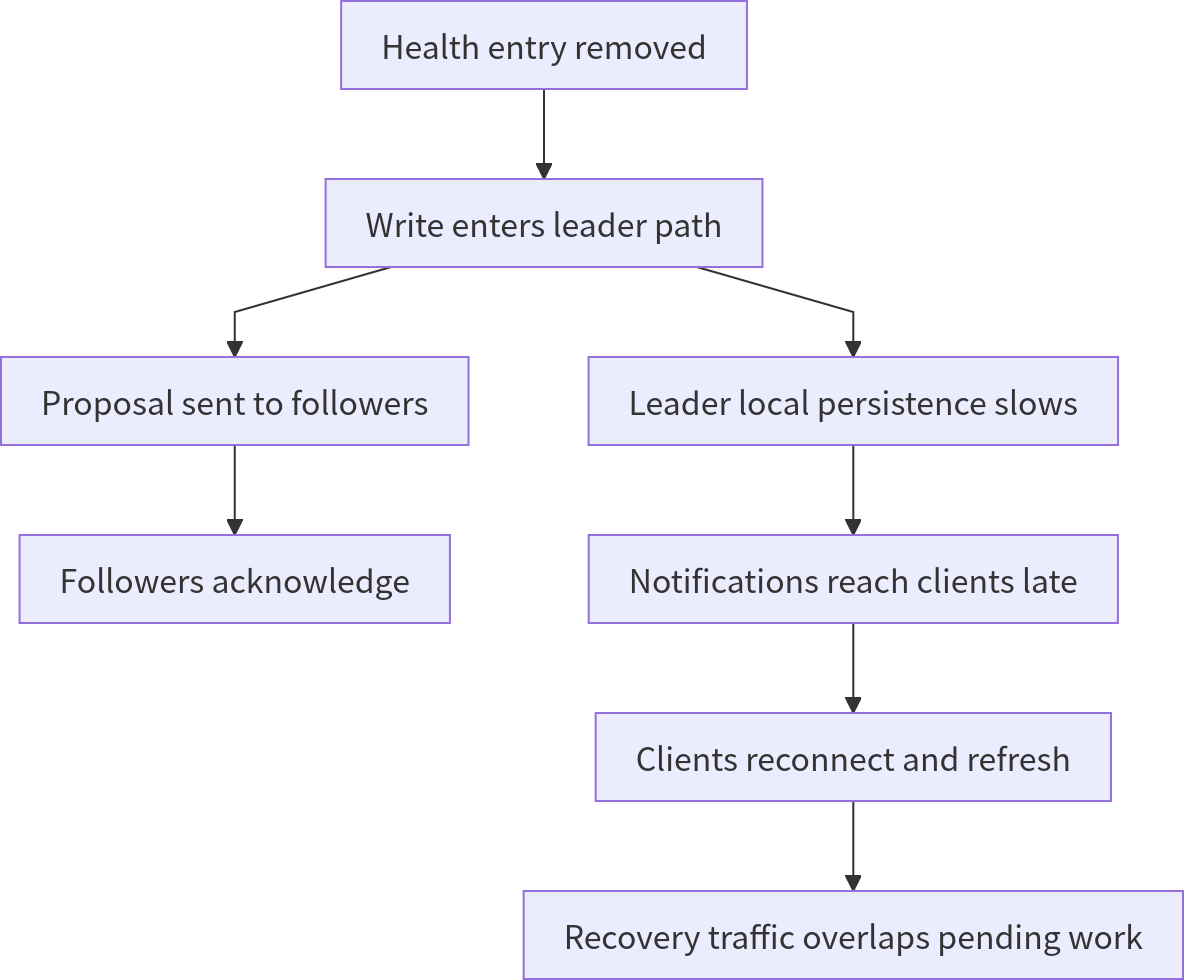 Health entry removed
Write enters leader path
Proposal sent to followers
Leader local persistence slows
Followers acknowledge
Notifications reach clients late
Clients reconnect and refresh
Recovery traffic overlaps pending work